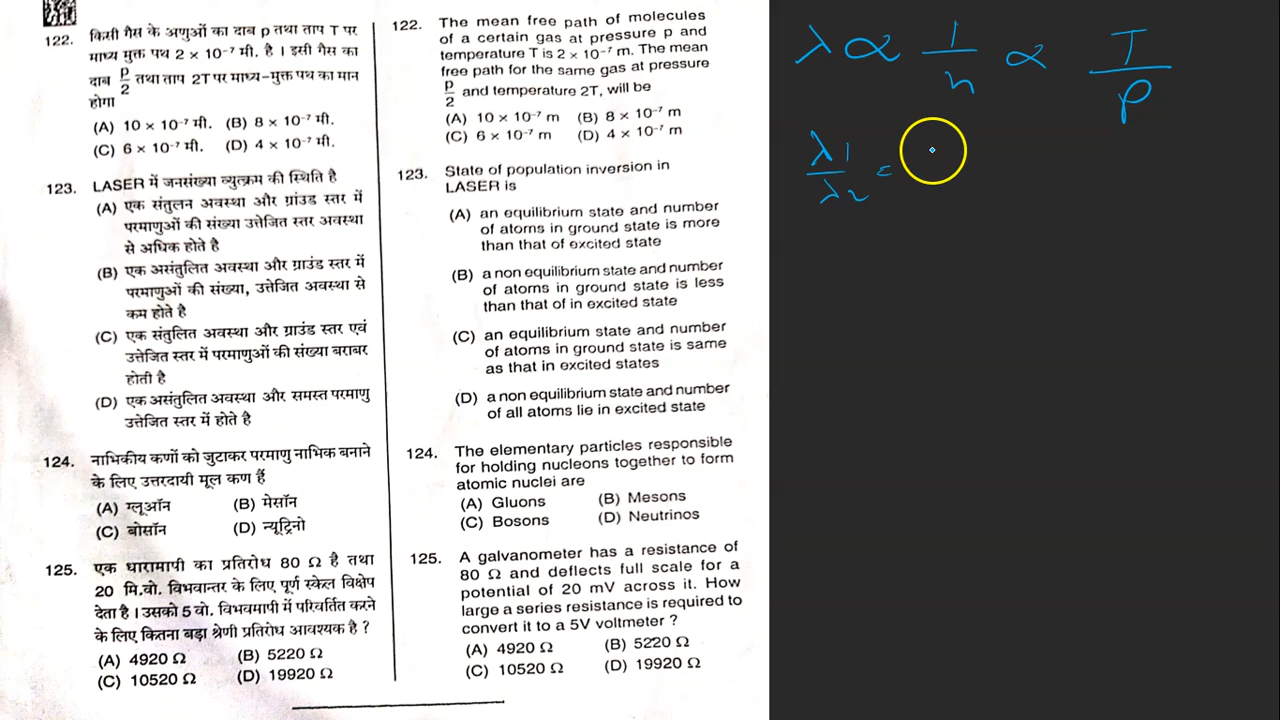 122. किसी गैस के अणुओं का दाब p तथा ताप T पर
माध्य मुक्त पथ 2 × 10⁻⁷ मी. है । इसी गैस का
दाब p/2 तथा ताप 2T पर माध्य-मुक्त पथ का मान
होगा
(A) 10 × 10⁻⁷ मी. (B) 8 × 10⁻⁷ मी.
(C) 6 × 10⁻⁷ मी. (D) 4 × 10⁻⁷ मी.
123. LASER में जनसंख्या व्युत्क्रम की स्थिति है
(A) एक संतुलन अवस्था और ग्रांउड स्तर में
परमाणुओं की संख्या उत्तेजित स्तर अवस्था
से अधिक होते है
(B) एक असंतुलित अवस्था और ग्राउंड स्तर में
परमाणुओं की संख्या, उत्तेजित अवस्था से
कम होते है
(C) एक संतुलित अवस्था और ग्राउंड स्तर एवं
उत्तेजित स्तर में परमाणुओं की संख्या बराबर
होती है
(D) एक असंतुलित अवस्था और समस्त परमाणु
उत्तेजित स्तर में होते है
124. नाभिकीय कणों को जुटाकर परमाणु नाभिक बनाने
के लिए उत्तरदायी मूल कण हैं
(A) ग्लूऑन (B) मेसॉन
(C) बोसॉन (D) न्यूट्रिनो
125. एक धारामापी का प्रतिरोध 80 Ω है तथा
20 मि.वो. विभवान्तर के लिए पूर्ण स्केल विक्षेप
देता है । उसको 5 वो. विभवमापी में परिवर्तित करने
के लिए कितना बड़ा श्रेणी प्रतिरोध आवश्यक है ?
(A) 4920 Ω (B) 5220 Ω
(C) 10520 Ω (D) 19920 Ω
122. The mean free path of molecules
of a certain gas at pressure p and
temperature T is 2 × 10⁻⁷ m. The mean
free path for the same gas at pressure
p/2 and temperature 2T, will be
(A) 10 × 10⁻⁷ m (B) 8 × 10⁻⁷ m
(C) 6 × 10⁻⁷ m (D) 4 × 10⁻⁷ m
123. State of population inversion in
LASER is
(A) an equilibrium state and number
of atoms in ground state is more
than that of excited state
(B) a non equilibrium state and number
of atoms in ground state is less
than that of in excited state
(C) an equilibrium state and number
of atoms in ground state is same
as that in excited states
(D) a non equilibrium state and number
of all atoms lie in excited state
124. The elementary particles responsible
for holding nucleons together to form
atomic nuclei are
(A) Gluons (B) Mesons
(C) Bosons (D) Neutrinos
125. A galvanometer has a resistance of
80 Ω and deflects full scale for a
potential of 20 mV across it. How
large a series resistance is required to
convert it to a 5V voltmeter ?
(A) 4920 Ω (B) 5220 Ω
(C) 10520 Ω (D) 19920 Ω
λ ∝ 1/n ∝ T/P
λ1/λ2 =